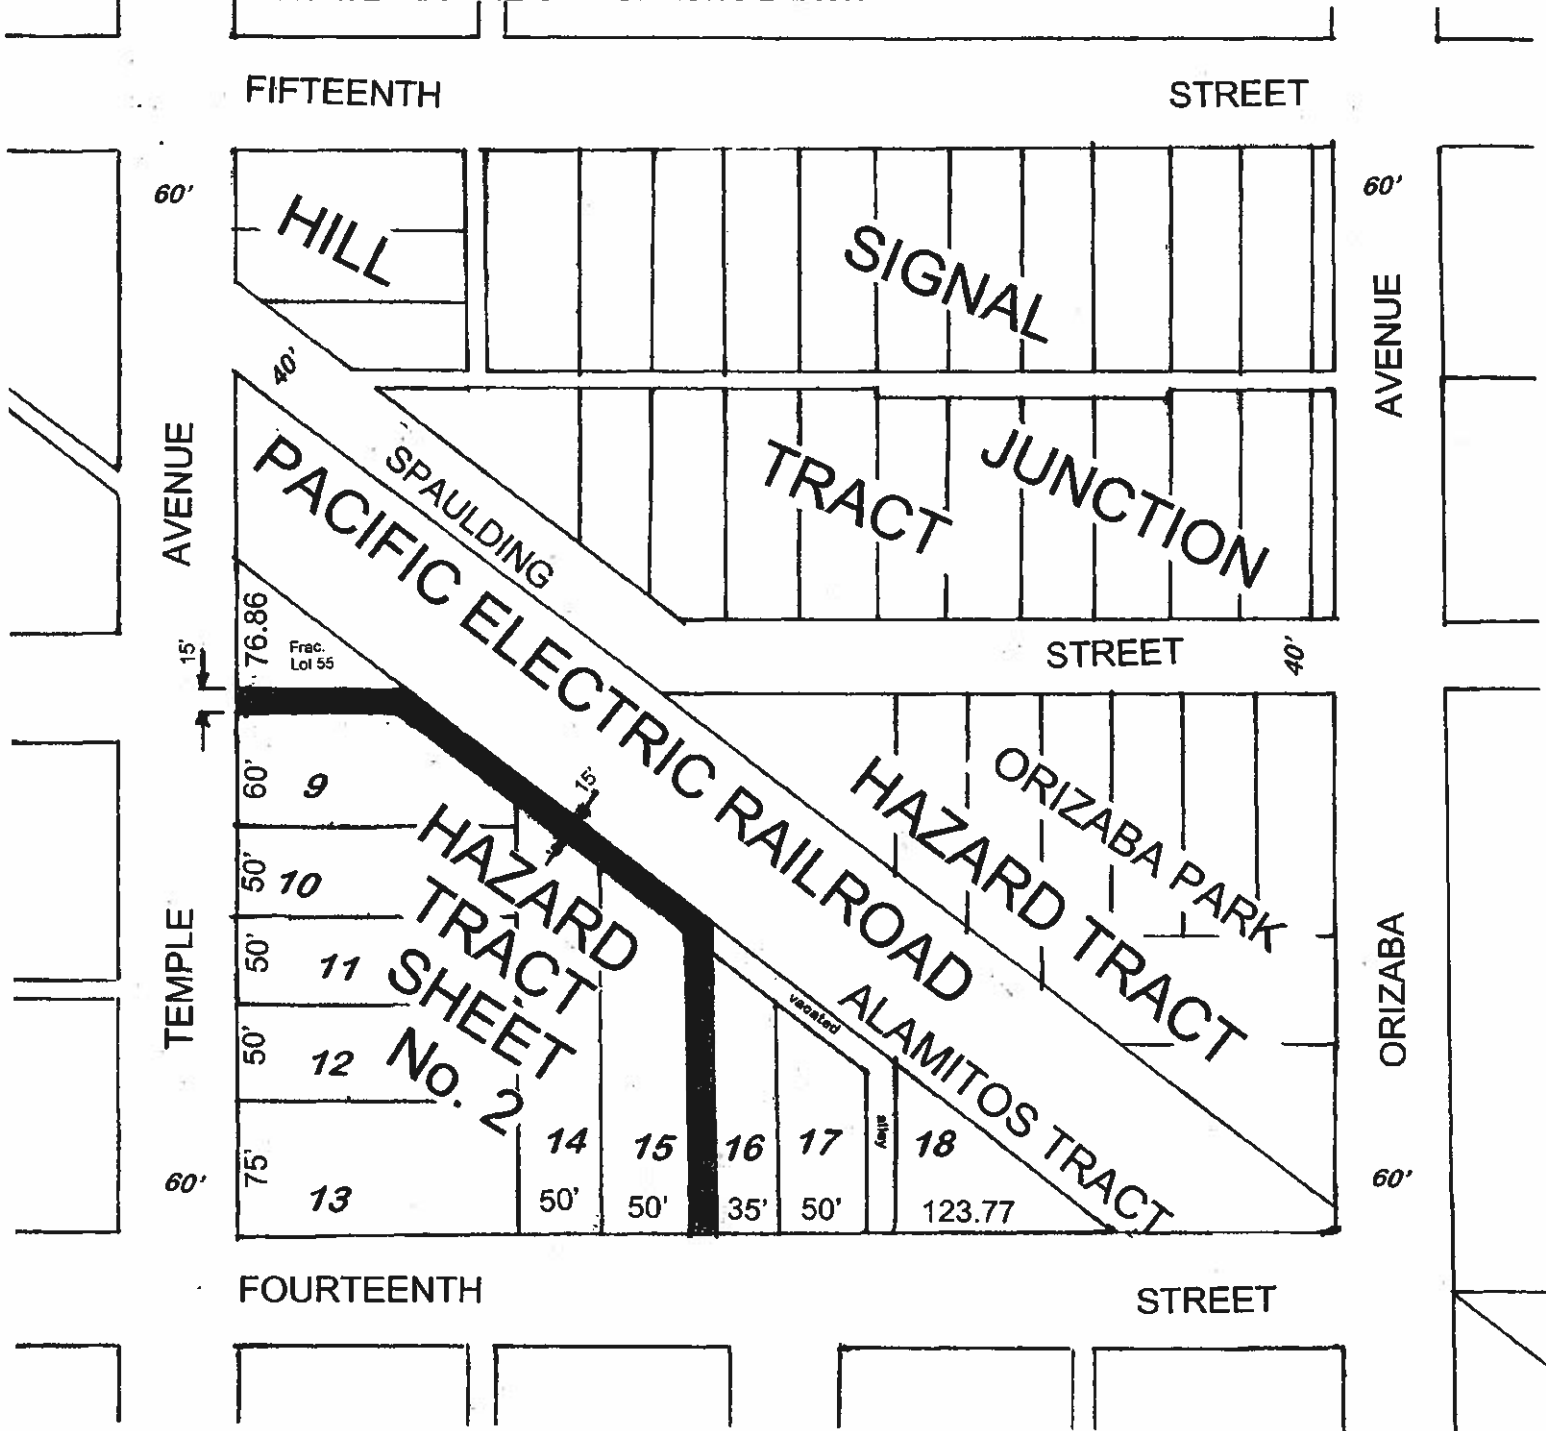 FIFTEENTH STREET
60'
60'
HILL
SIGNAL
40'
AVENUE
AVENUE
SPAULDING
TRACT
JUNCTION
PACIFIC ELECTRIC RAILROAD
76.86
Frac.
Lot 55
15'
STREET
40'
60'
9
15'
HAZARD TRACT
ORIZABA PARK
50'
10
HAZARD
TRACT
SHEET
No. 2
50'
11
TEMPLE
ORIZABA
vacated
ALAMITOS TRACT
50'
12
alley
14
15
16
17
18
60'
75'
13
50'
50'
35'
50'
123.77
60'
FOURTEENTH STREET